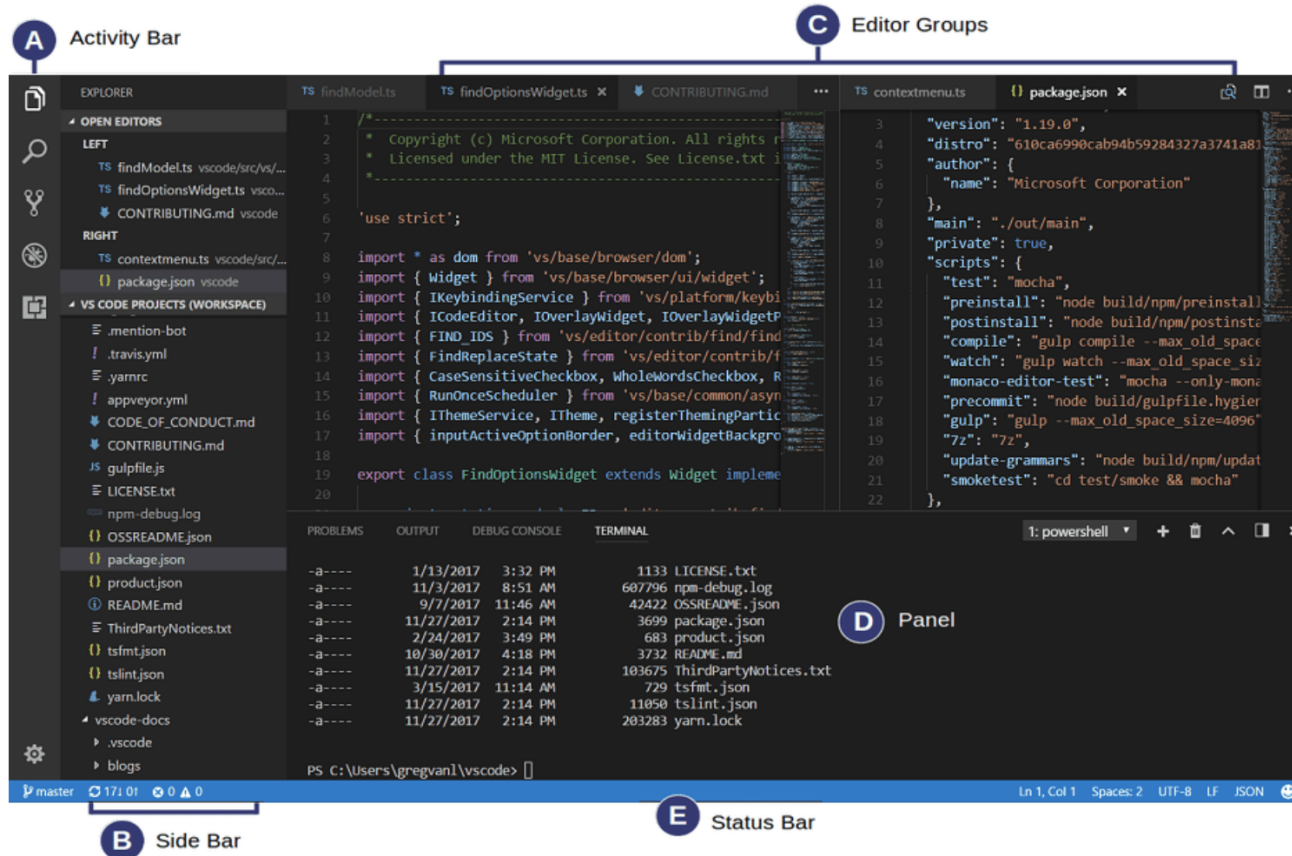 A Activity Bar
C Editor Groups
EXPLORER
OPEN EDITORS
LEFT
TS findModel.ts vscode/src/vs/...
TS findOptionsWidget.ts vsco...
CONTRIBUTING.md vscode
RIGHT
TS contextmenu.ts vscode/src/...
{} package.json vscode
VS CODE PROJECTS (WORKSPACE)
.mention-bot
! .travis.yml
.yarnrc
! appveyor.yml
CODE_OF_CONDUCT.md
CONTRIBUTING.md
JS gulpfile.js
LICENSE.txt
npm-debug.log
{} OSSREADME.json
{} package.json
{} product.json
README.md
ThirdPartyNotices.txt
{} tsfmt.json
{} tslint.json
yarn.lock
vscode-docs
.vscode
blogs
TS findModel.ts TS findOptionsWidget.ts × CONTRIBUTING.md ...
1 /*---------------------------------------------------------
2 * Copyright (c) Microsoft Corporation. All rights r
3 * Licensed under the MIT License. See License.txt i
4 *---------------------------------------------------------
5
6 'use strict';
7
8 import * as dom from 'vs/base/browser/dom';
9 import { Widget } from 'vs/base/browser/ui/widget';
10 import { IKeybindingService } from 'vs/platform/keybi
11 import { ICodeEditor, IOverlayWidget, IOverlayWidgetP
12 import { FIND_IDS } from 'vs/editor/contrib/find/find
13 import { FindReplaceState } from 'vs/editor/contrib/f
14 import { CaseSensitiveCheckbox, WholeWordsCheckbox, R
15 import { RunOnceScheduler } from 'vs/base/common/asyn
16 import { IThemeService, ITheme, registerThemingPartic
17 import { inputActiveOptionBorder, editorWidgetBackgro
18
19 export class FindOptionsWidget extends Widget impleme
20
TS contextmenu.ts {} package.json ×
3 "version": "1.19.0",
4 "distro": "610ca6990cab94b59284327a3741a81
5 "author": {
6 "name": "Microsoft Corporation"
7 },
8 "main": "./out/main",
9 "private": true,
10 "scripts": {
11 "test": "mocha",
12 "preinstall": "node build/npm/preinstall
13 "postinstall": "node build/npm/postinsta
14 "compile": "gulp compile --max_old_space
15 "watch": "gulp watch --max_old_space_siz
16 "monaco-editor-test": "mocha --only-mona
17 "precommit": "node build/gulpfile.hygien
18 "gulp": "gulp --max_old_space_size=4096"
19 "7z": "7z",
20 "update-grammars": "node build/npm/updat
21 "smoketest": "cd test/smoke && mocha"
22 },
PROBLEMS OUTPUT DEBUG CONSOLE TERMINAL 1: powershell
-a---- 1/13/2017 3:32 PM 1133 LICENSE.txt
-a---- 11/3/2017 8:51 AM 607796 npm-debug.log
-a---- 9/7/2017 11:46 AM 42422 OSSREADME.json
-a---- 11/27/2017 2:14 PM 3699 package.json
-a---- 2/24/2017 3:49 PM 683 product.json
-a---- 10/30/2017 4:18 PM 3732 README.md
-a---- 11/27/2017 2:14 PM 103675 ThirdPartyNotices.txt
-a---- 3/15/2017 11:14 AM 729 tsfmt.json
-a---- 11/27/2017 2:14 PM 11050 tslint.json
-a---- 11/27/2017 2:14 PM 203283 yarn.lock
D Panel
PS C:\Users\gregvanl\vscode>
master 17↓ 0↑ 0 0 Ln 1, Col 1 Spaces: 2 UTF-8 LF JSON
B Side Bar
E Status Bar